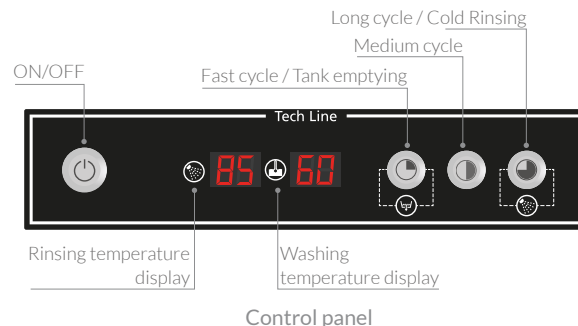 Long cycle / Cold Rinsing
Medium cycle
ON/OFF
Fast cycle / Tank emptying
Tech Line
85
60
Rinsing temperature
display
Washing
temperature display
Control panel